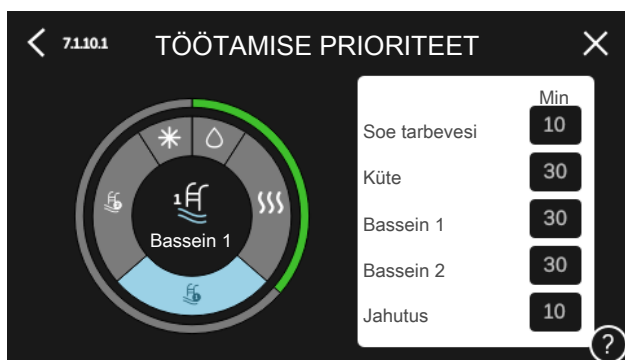 7.1.10.1 TÖÖTAMISE PRIORITEET
Min
Soe tarbevesi 10
Küte 30
Bassein 1 30
Bassein 2 30
Jahutus 10
1
Bassein 1
?